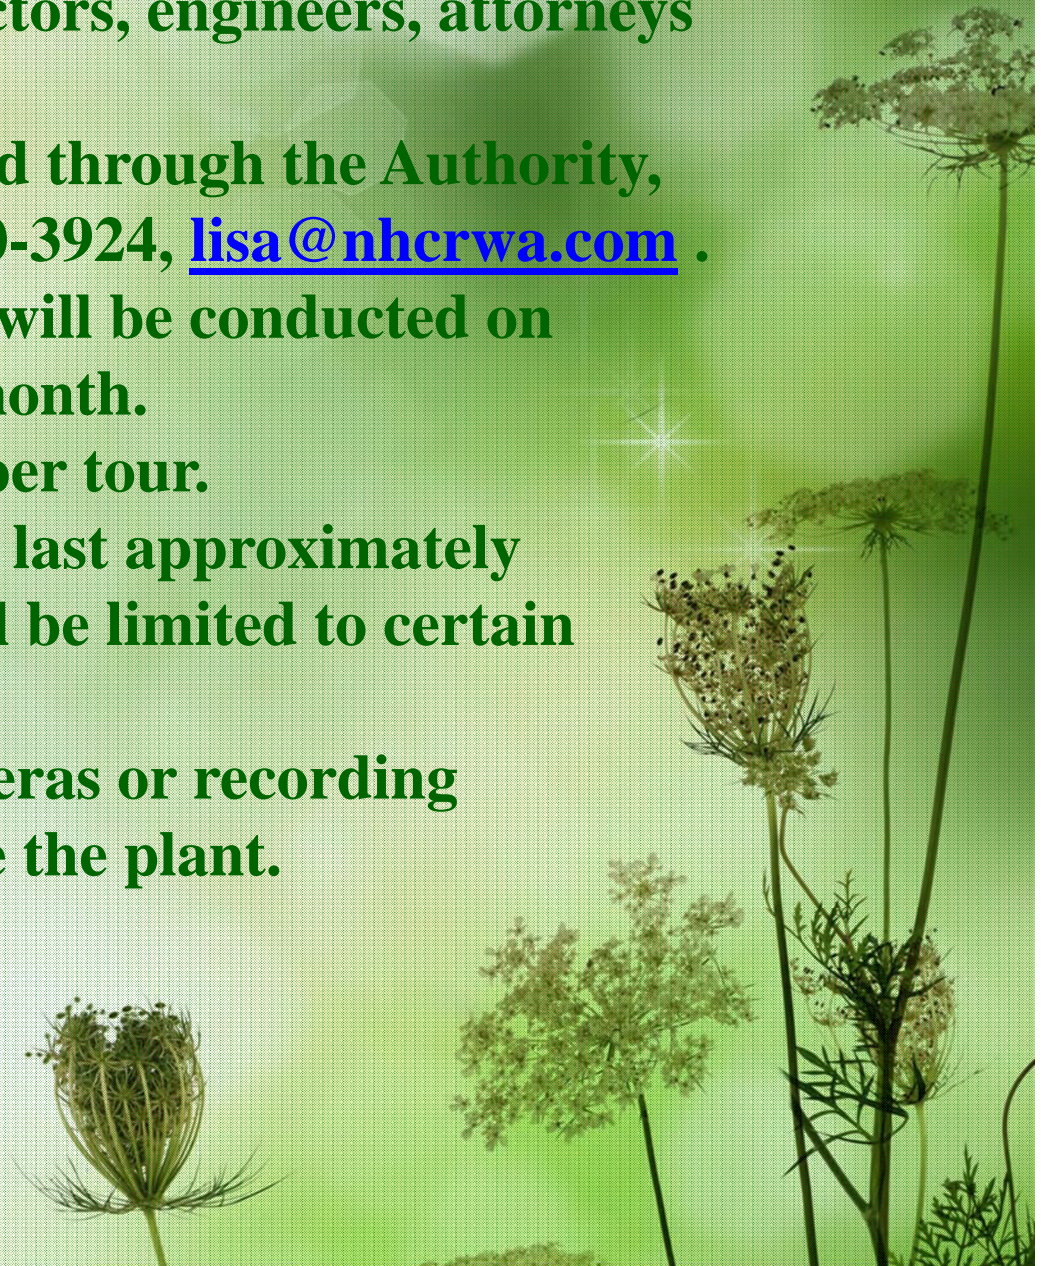 ctors, engineers, attorneys
d through the Authority,
0-3924, lisa@nhcrwa.com .
will be conducted on
onth.
per tour.
last approximately
l be limited to certain
eras or recording
e the plant.